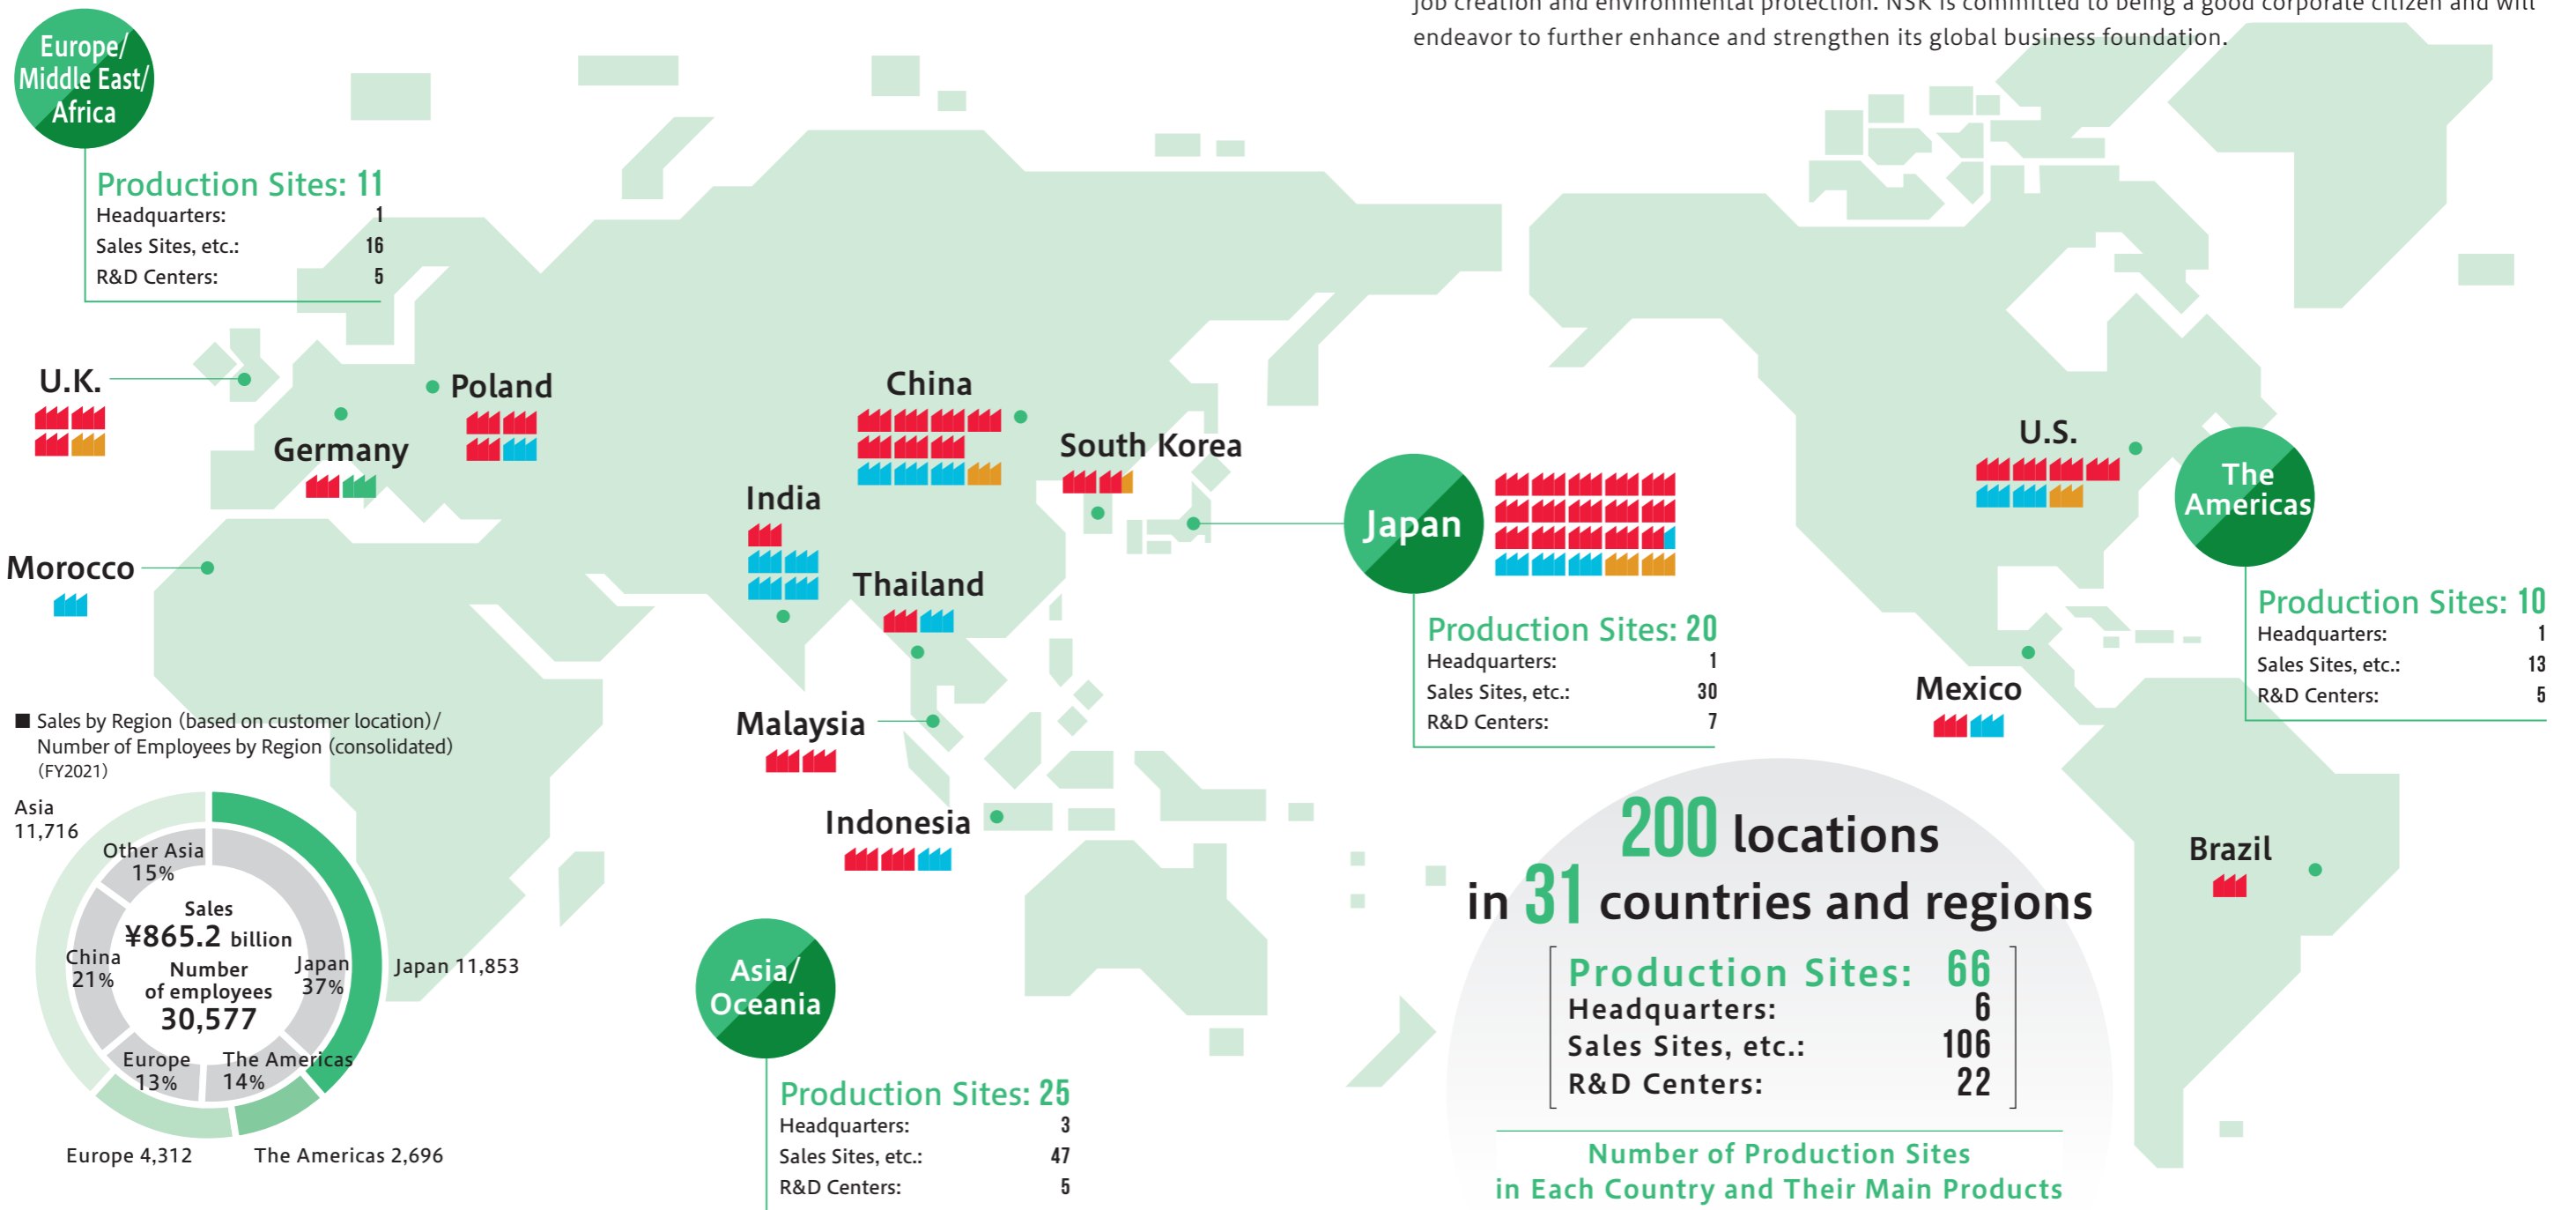 job creation and environmental protection. NSK is committed to being a good corporate citizen and will
endeavor to further enhance and strengthen its global business foundation.
Europe/
Middle East/
Africa
Production Sites: 11
Headquarters: 1
Sales Sites, etc.: 16
R&D Centers: 5
U.K.
Poland
Germany
Morocco
China
South Korea
India
Thailand
Malaysia
Indonesia
Japan
Production Sites: 20
Headquarters: 1
Sales Sites, etc.: 30
R&D Centers: 7
U.S.
The
Americas
Production Sites: 10
Headquarters: 1
Sales Sites, etc.: 13
R&D Centers: 5
Mexico
Brazil
■ Sales by Region (based on customer location)/
Number of Employees by Region (consolidated)
(FY2021)
Asia
11,716
Other Asia
15%
China
21%
Sales
¥865.2 billion
Number
of employees
30,577
Japan
37%
Japan 11,853
Europe
13%
The Americas
14%
Europe 4,312
The Americas 2,696
Asia/
Oceania
Production Sites: 25
Headquarters: 3
Sales Sites, etc.: 47
R&D Centers: 5
200 locations
in 31 countries and regions
Production Sites: 66
Headquarters: 6
Sales Sites, etc.: 106
R&D Centers: 22
Number of Production Sites
in Each Country and Their Main Products